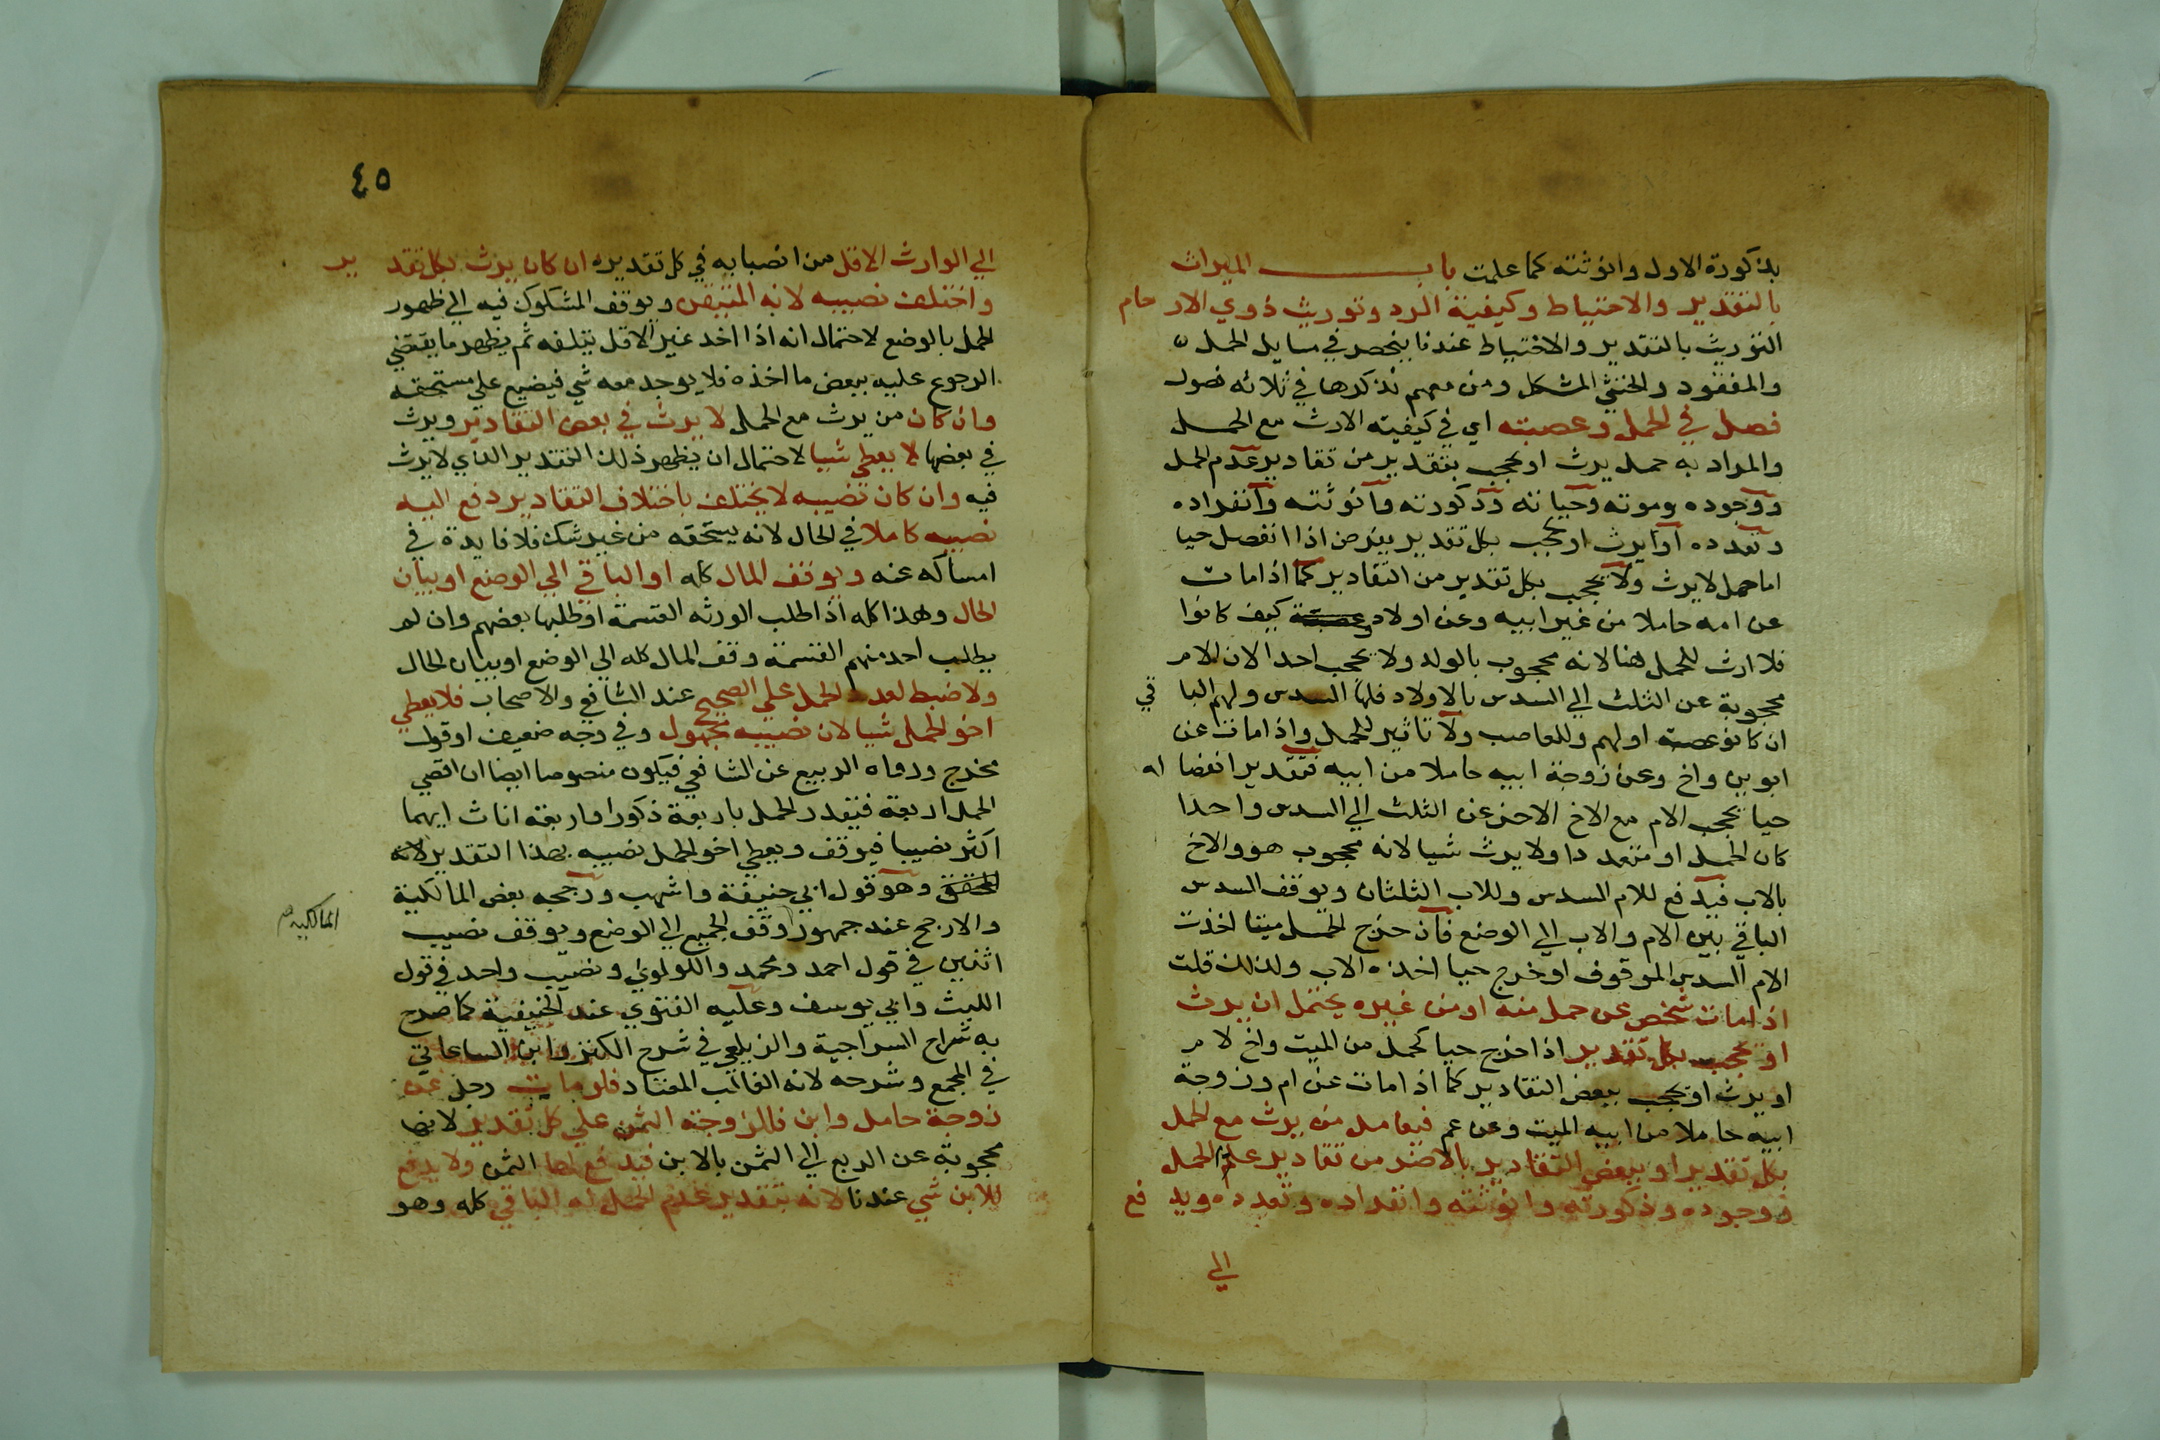 بذكورة الاول وانوثته كما علمت باب الميراث
بالتقدير والاحتياط وكيفية الرد وتوريث ذوي الارحام
التوريث بالتقدير والاحتياط عندنا ينحصر في مسايل الحمل
والمفقود والخنثي المشكل ومن معهم نذكرها في ثلاثه فصول
فصل في الحمل وعصبته اي في كيفيته الارث مع الحمل
والمراد به حمل يرث او يحجب بتقدير من تقادير عدم الحمل
ووجوده وموته وحياته وذكورته وانوثته وانفراده
وتعدده او يرث او يحجب بكل تقدير يفرض اذا انفصل حيا
اما حمل لا يرث ولا يحجب بكل تقدير من التقادير كما اذا مات
عن امه حاملا من غير ابيه وعن اولاد كيف كانوا
فلا ارث للحمل هنا لانه محجوب بالولد ولا يحجب احدا لان الام
محجوبة عن الثلث الي السدس بالاولاد فلها السدس ولهم الباقي
ان كانو عصبة اولهم وللعاصب ولا تاثير للحمل واذا مات عن
ابوين واخ وعن زوجة ابيه حاملا من ابيه فتقدير انفصاله
حيا يحجب الام مع الاخ الاخر عن الثلث الي السدس واحدا
كان الحمل او متعددا ولا يرث شيا لانه محجوب هو والاخ
بالاب فيدفع للام السدس وللاب الثلثان ويوقف السدس
الباقي بين الام والاب الي الوضع فان خرج الحمل ميتا اخذت
الام السدس الموقوف او خرج حيا اخذه الاب ولذلك قلت
اذا مات شخص عن حمل منه او من غيره يحتمل ان يرث
او يحجب بكل تقدير اذا خرج حيا كحمل من الميت واخ لام
او يرث او يحجب ببعض التقادير كما اذا مات عن ام وزوجة
ابيه حاملا من ابيه الميت وعن عم فيعامل من يرث مع الحمل
بكل تقدير او ببعض التقادير بالاضر من تقادير عدم الحمل
ووجوده وذكورته وانوثته وانفراده وتعدده ويدفع
الي
٤٥
الي الوارث الاقل من انصبابه في كل تقديره ان كان يرث بكل تقدير
واختلف نصيبه لانه المتيقن ويوقف المشكوك فيه الي ظهور
الحمل بالوضع لاحتمال انه اذا اخد غير الاقل يتلفه ثم يظهر ما يقتضي
الرجوع عليه ببعض ما اخذه فلا يوجد معه شي فيضيع علي مستحقه
وان كان من يرث مع الحمل لا يرث في بعض التقادير ويرث
في بعضها لا يعطي شيا لاحتمال ان يظهر ذلك التقدير الذي لا يرث
فيه وان كان نصيبه لا يختلف باختلاف التقادير دفع اليه
نصيبه كاملا في الحال لانه يستحقه من غير شك فلا فايدة في
امساكه عنه ويوقف المال كله او الباقي الي الوضع او بيان
الحال وهذا كله اذا طلب الورثه القسمة او طلبها بعضهم وان لم
يطلب احد منهم القسمة وقف المال كله الي الوضع او بيان الحال
ولا ضبط لعدد الحمل علي الصحيح عند الشافعي والاصحاب فلا يعطي
اخو الحمل شيا لان نصيبه مجهول وفي وجه ضعيف او قول
مخرج ورواه الربيع عن الشافعي فيكون منصوصا ايضا ان اقصي
الحمل اربعة فيقدر الحمل باربعة ذكور او اربعة اناث ايهما
اكثر نصيبا فيوقف ويعطي اخو الحمل نصيبه بهذا التقدير لانه
المحقق وهو قول ابي حنيفة واشهب ورجحه بعض المالكية
والارجح عند جمهور وقف الجميع الي الوضع ويوقف نصيب
المالكية صح
اثنين في قول احمد ومحمد واللولوي ونصيب واحد في قول
الليث وابي يوسف وعليه الفتوي عند الحنفية كما صرح
به شراح السراجية والزيلعي في شرح الكنز وابن الساعاتي
في المجمع وشرحه لانه الغالب المعتاد فلو مات رجل عن
زوجة حامل وابن فالزوجة الثمن علي كل تقدير لانها
محجوبة عن الربع الي الثمن بالابن فيدفع لها الثمن ولا يدفع
للابن شي عندنا لانه بتقدير عدم الحمل له الباقي كله وهو